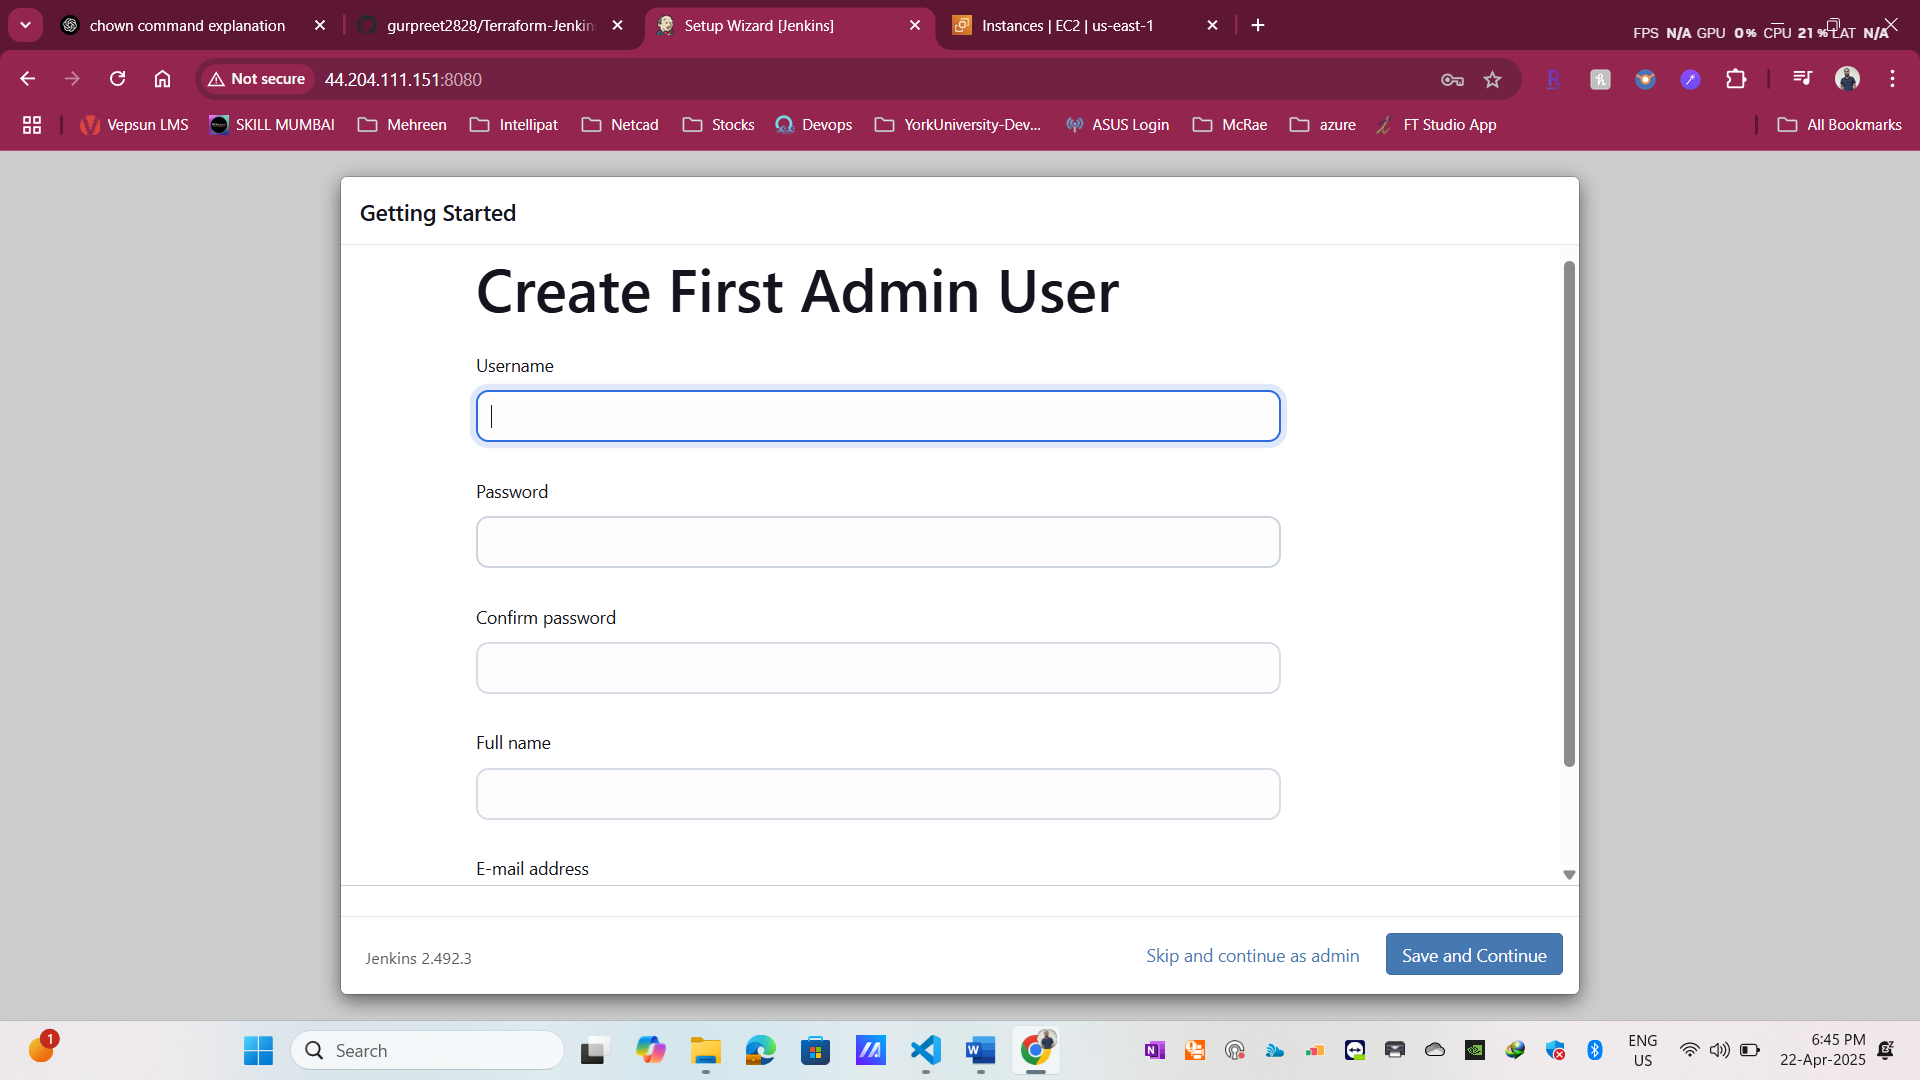 chown command explanation
gurpreet2828/Terraform-Jenkin
Setup Wizard [Jenkins]
Instances | EC2 | us-east-1
FPS N/A GPU 0% CPU 21% LAT N/A
Not secure
44.204.111.151:8080
Vepsun LMS
SKILL MUMBAI
Mehreen
Intellipat
Netcad
Stocks
Devops
YorkUniversity-Dev...
ASUS Login
McRae
azure
FT Studio App
All Bookmarks
Getting Started
Create First Admin User
Username
Password
Confirm password
Full name
E-mail address
Jenkins 2.492.3
Skip and continue as admin
Save and Continue
1
Search
ENG
US
6:45 PM
22-Apr-2025